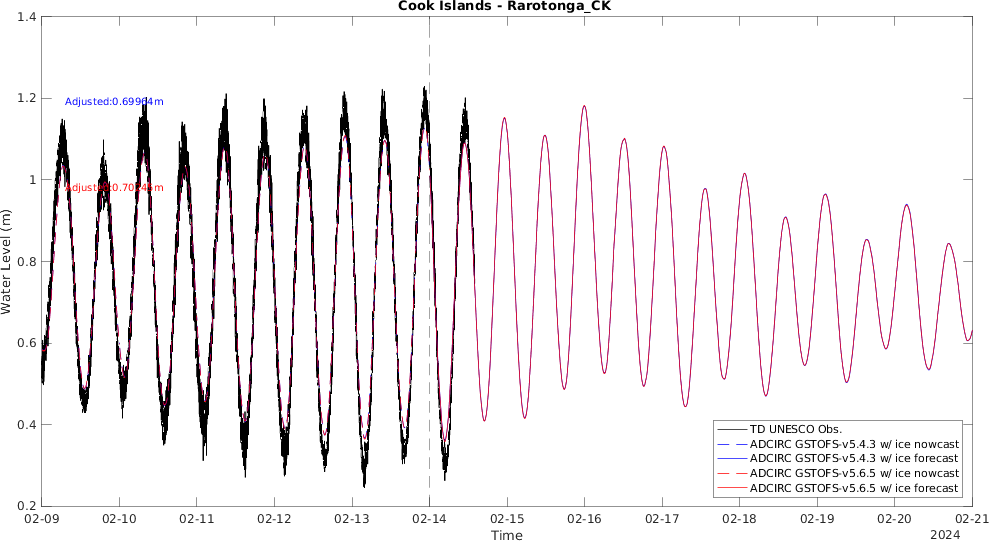 Cook Islands - Rarotonga_CK
1.4
1.2
1
0.8
0.6
0.4
0.2
Water Level (m)
Adjusted:0.69964m
TD UNESCO Obs.
ADCIRC GSTOFS-v5.4.3 w/ ice nowcast
ADCIRC GSTOFS-v5.4.3 w/ ice forecast
ADCIRC GSTOFS-v5.6.5 w/ ice nowcast
ADCIRC GSTOFS-v5.6.5 w/ ice forecast
02-09 02-10 02-11 02-12 02-13 02-14 02-15 02-16 02-17 02-18 02-19 02-20 02-21
Time
2024